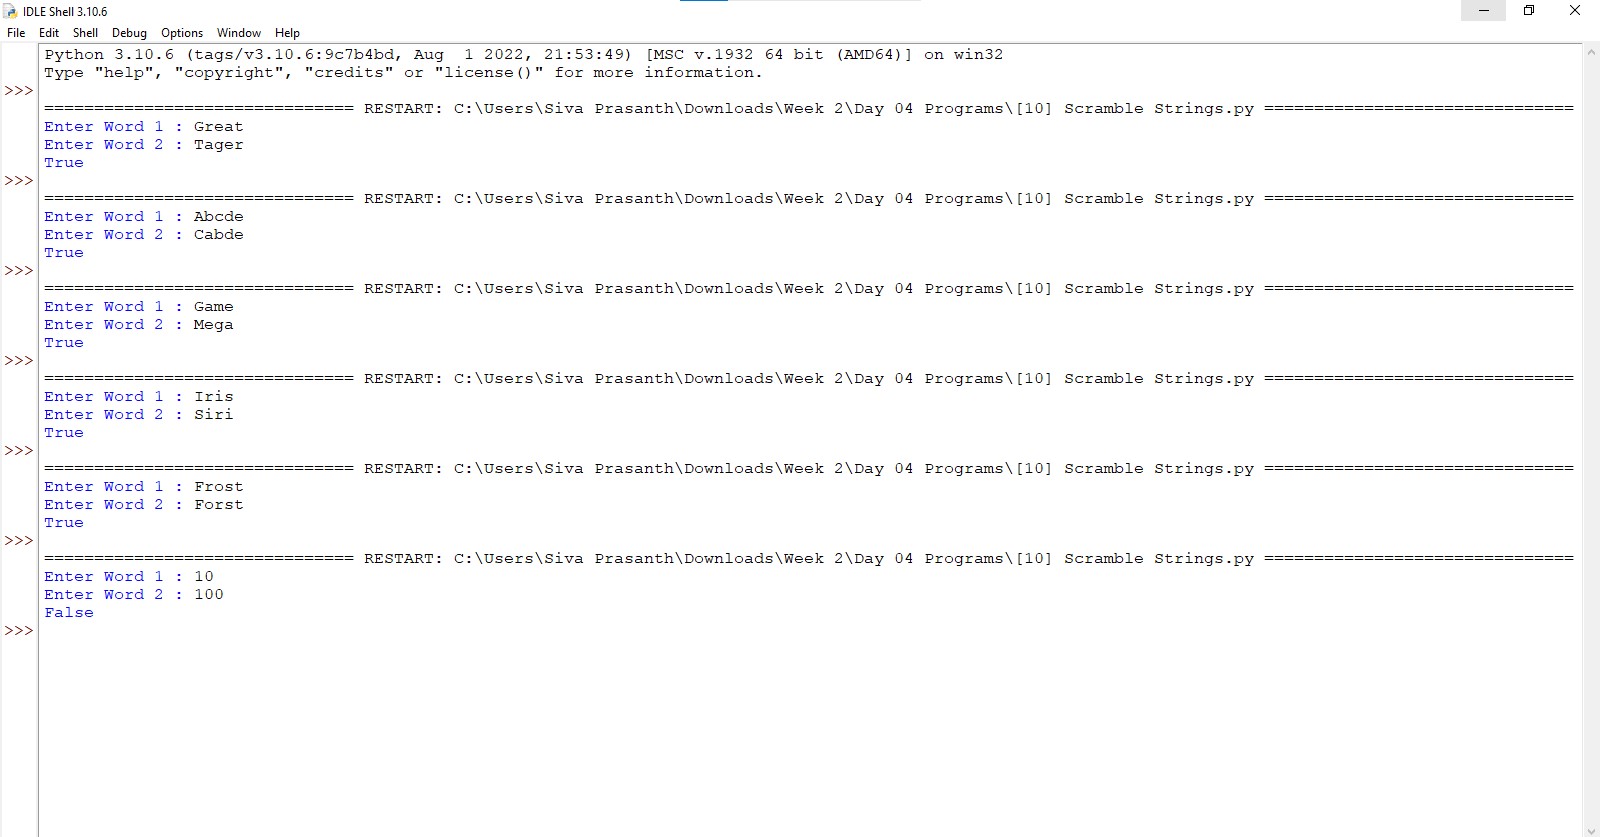 IDLE Shell 3.10.6
File Edit Shell Debug Options Window Help
Python 3.10.6 (tags/v3.10.6:9c7b4bd, Aug  1 2022, 21:53:49) [MSC v.1932 64 bit (AMD64)] on win32
Type "help", "copyright", "credits" or "license()" for more information.
>>>
=============================== RESTART: C:\Users\Siva Prasanth\Downloads\Week 2\Day 04 Programs\[10] Scramble Strings.py ===============================
Enter Word 1 : Great
Enter Word 2 : Tager
True
>>>
=============================== RESTART: C:\Users\Siva Prasanth\Downloads\Week 2\Day 04 Programs\[10] Scramble Strings.py ===============================
Enter Word 1 : Abcde
Enter Word 2 : Cabde
True
>>>
=============================== RESTART: C:\Users\Siva Prasanth\Downloads\Week 2\Day 04 Programs\[10] Scramble Strings.py ===============================
Enter Word 1 : Game
Enter Word 2 : Mega
True
>>>
=============================== RESTART: C:\Users\Siva Prasanth\Downloads\Week 2\Day 04 Programs\[10] Scramble Strings.py ===============================
Enter Word 1 : Iris
Enter Word 2 : Siri
True
>>>
=============================== RESTART: C:\Users\Siva Prasanth\Downloads\Week 2\Day 04 Programs\[10] Scramble Strings.py ===============================
Enter Word 1 : Frost
Enter Word 2 : Forst
True
>>>
=============================== RESTART: C:\Users\Siva Prasanth\Downloads\Week 2\Day 04 Programs\[10] Scramble Strings.py ===============================
Enter Word 1 : 10
Enter Word 2 : 100
False
>>>